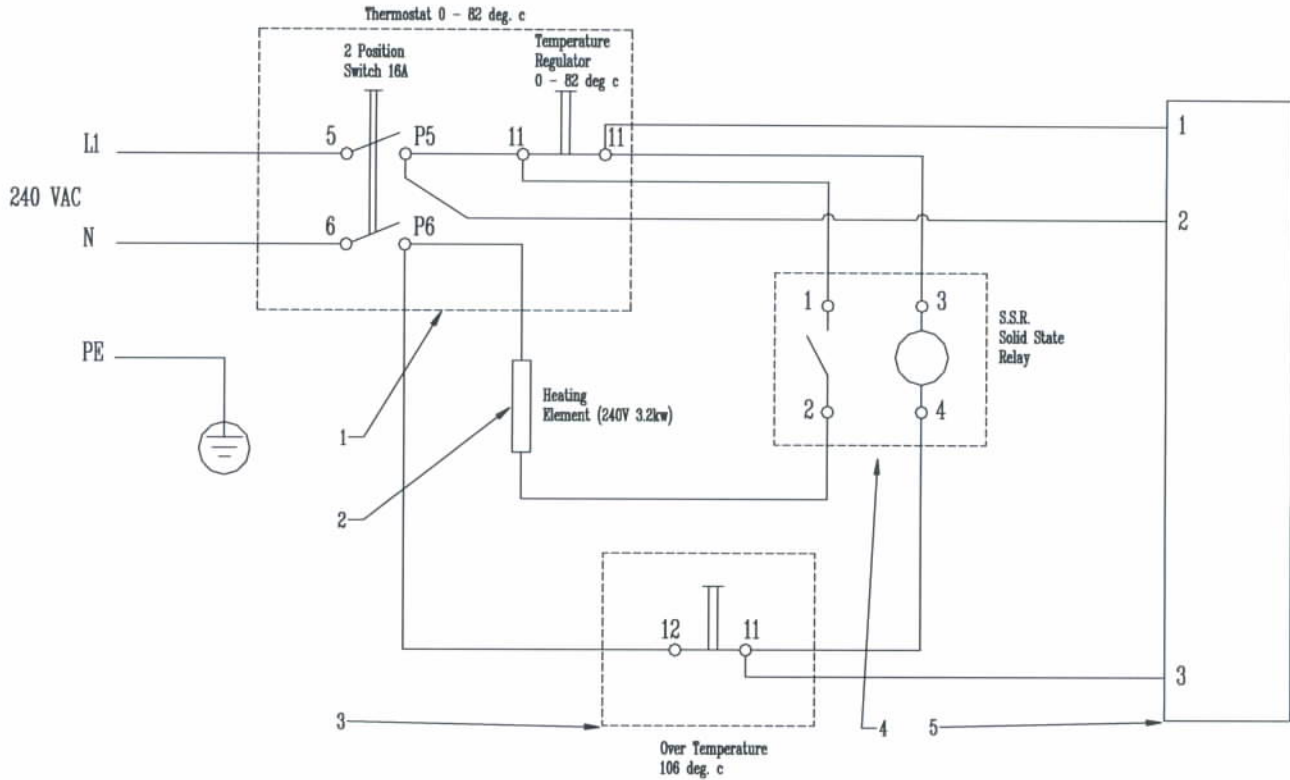 Thermostat 0 - 82 deg. c
2 Position
Switch 16A
Temperature
Regulator
0 - 82 deg c
L1
5
P5
11
11
1
240 VAC
N
6
P6
2
1
3
S.S.R.
Solid State
Relay
PE
Heating
Element (240V 3.2kw)
2
4
1
2
12
11
3
3
4
5
Over Temperature
106 deg. c